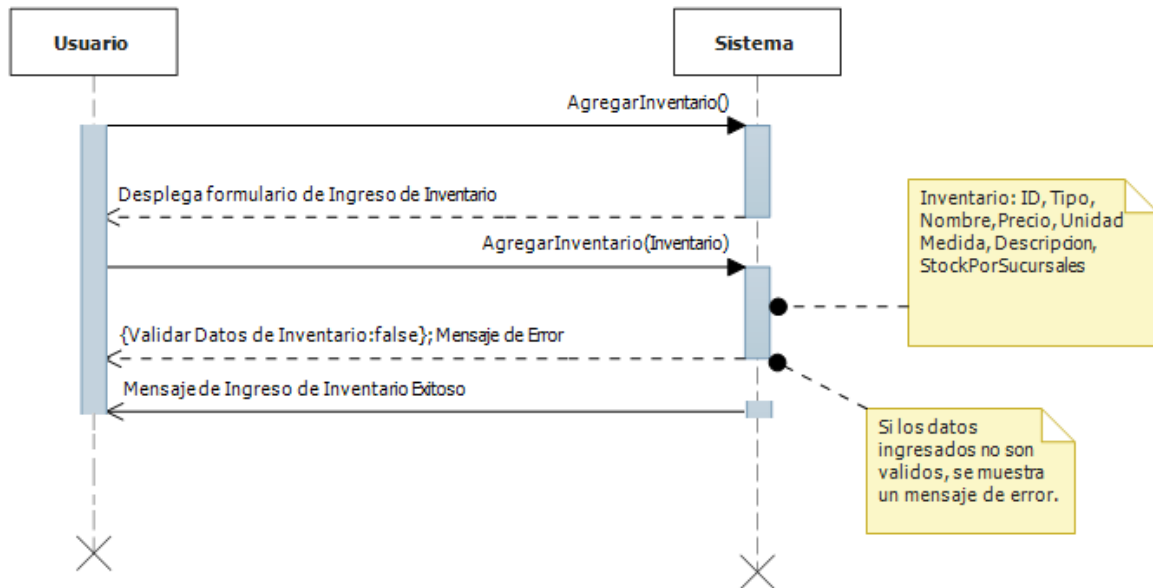 Usuario
Sistema
AgregarInventario()
Desplega formulario de Ingreso de Inventario
Inventario: ID, Tipo,
Nombre, Precio, Unidad
Medida, Descripcion,
StockPorSucursales
AgregarInventario(Inventario)
{Validar Datos de Inventario:false}; Mensaje de Error
Mensaje de Ingreso de Inventario Exitoso
Si los datos
ingresados no son
validos, se muestra
un mensaje de error.